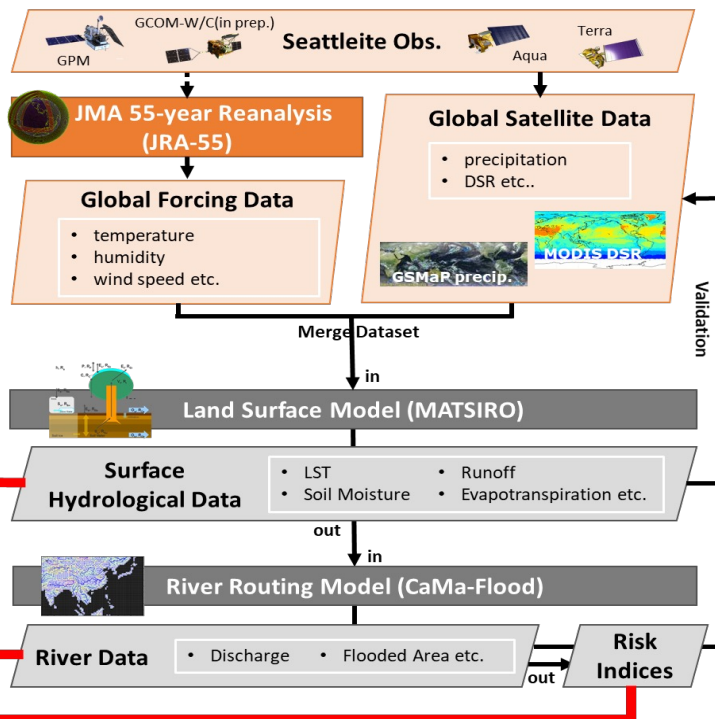 GCOM-W/C(in prep.)
GPM
Seattleite Obs.
Aqua
Terra
JMA 55-year Reanalysis
(JRA-55)
Global Forcing Data
• temperature
• humidity
• wind speed etc.
Global Satellite Data
• precipitation
• DSR etc..
GSMaP precip.
MODIS DSR
Validation
Merge Dataset
in
Land Surface Model (MATSIRO)
Surface
Hydrological Data
• LST
• Soil Moisture
• Runoff
• Evapotranspiration etc.
out
in
River Routing Model (CaMa-Flood)
River Data
• Discharge
• Flooded Area etc.
out
Risk
Indices